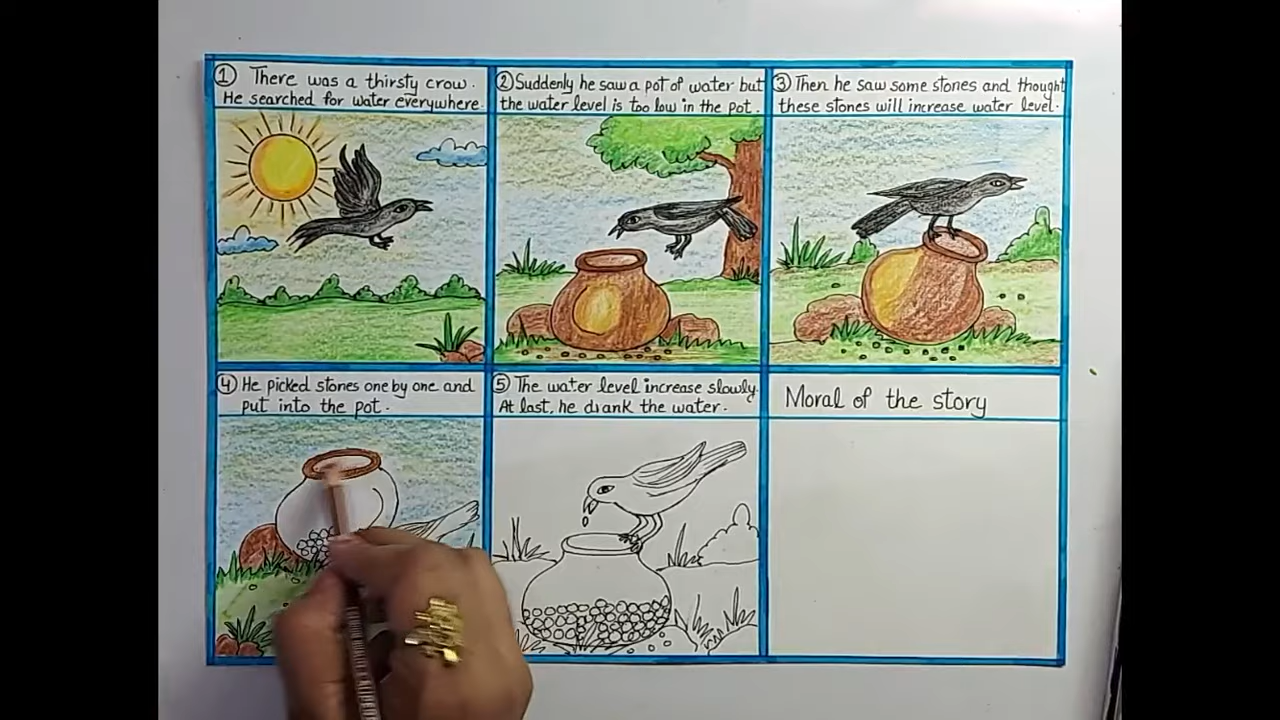 1 There was a thirsty crow.
He searched for water everywhere.
2 Suddenly he saw a pot of water but
the water level is too low in the pot.
3 Then he saw some stones and thought
these stones will increase water level.
4 He picked stones one by one and
put into the pot.
5 The water level increase slowly.
At last, he drank the water.
Moral of the story